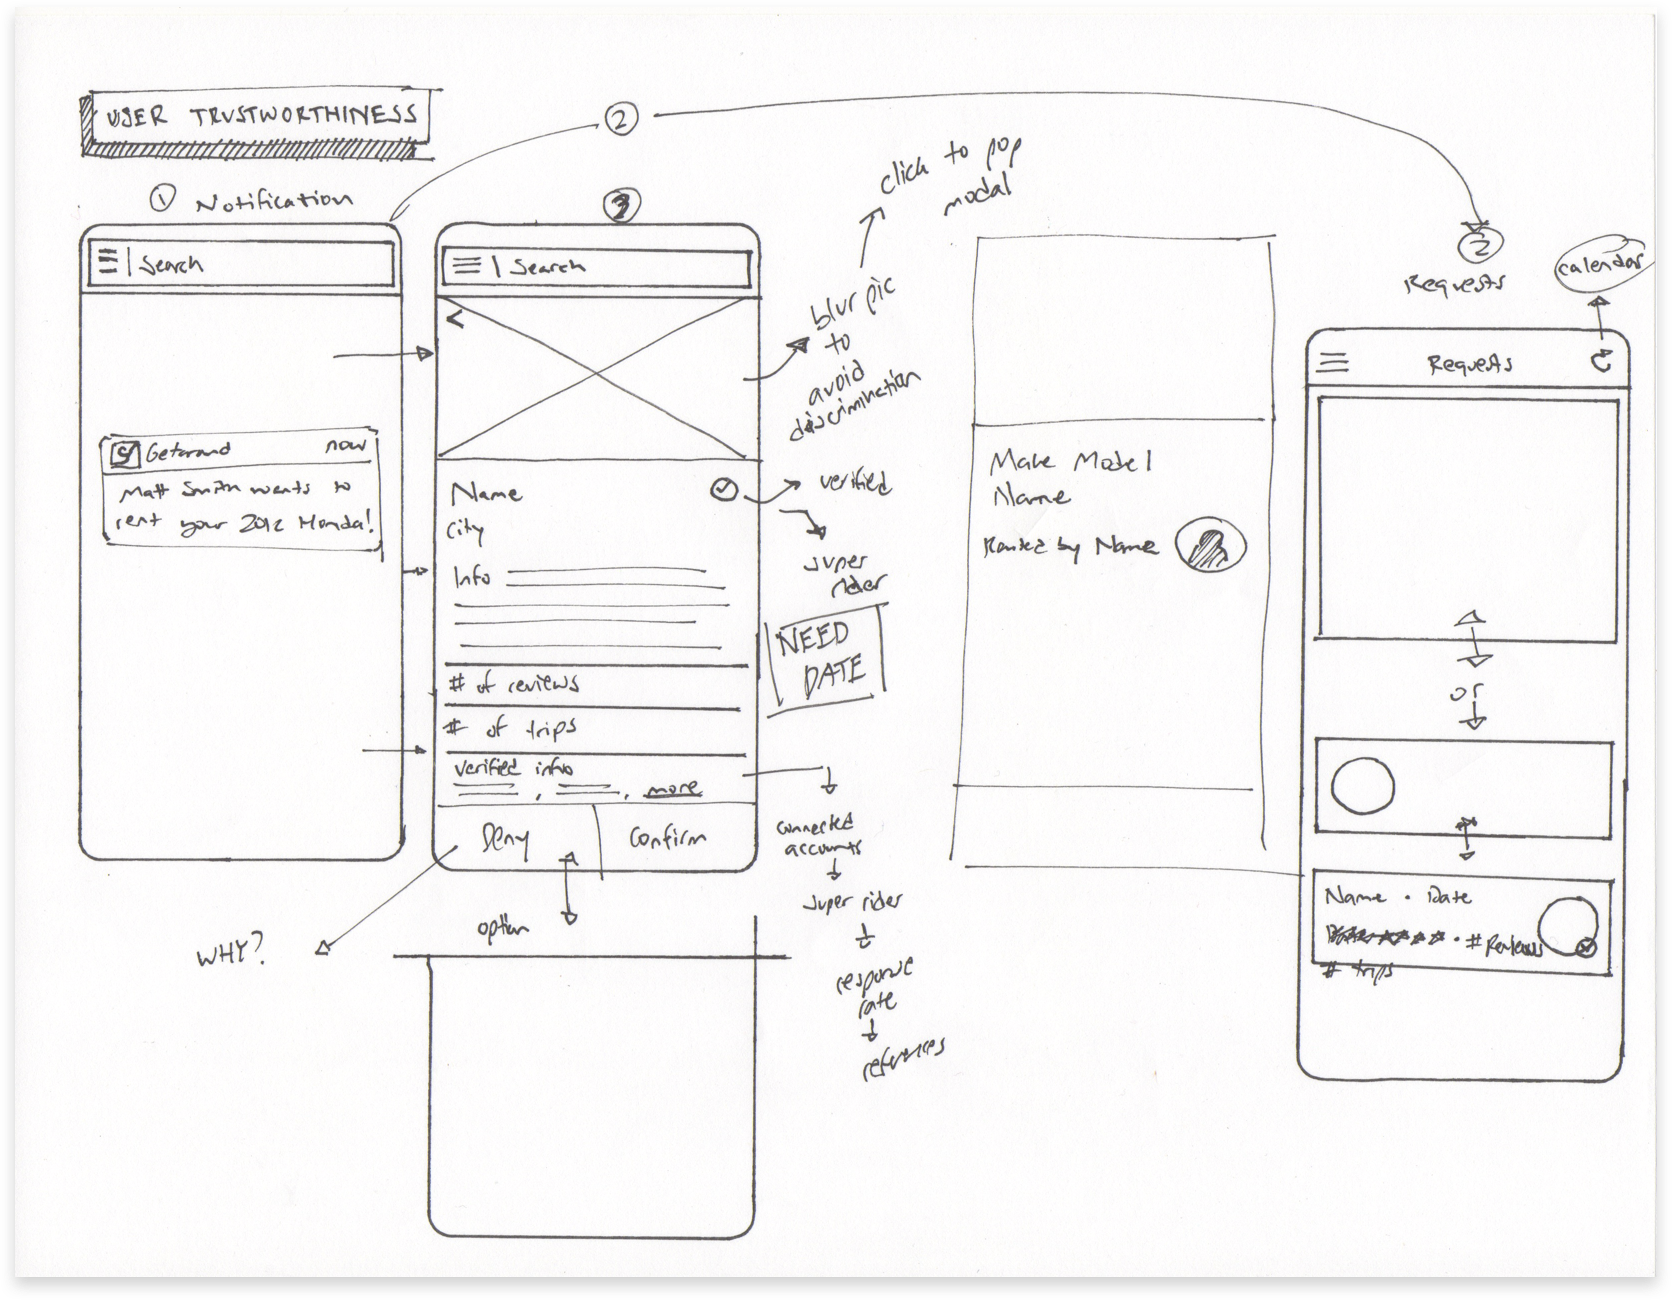 USER TRUSTWORTHINESS
① Notification
Search
Getaround now
Matt Smith wants to
rent your 2012 Honda!
②
3
Search
<
Name
City
Info
# of reviews
# of trips
Verified info
, , more
Deny
Confirm
WHY?
option
click to pop
modal
blur pic
to
avoid
discrimination
verified
super
rider
NEED
DATE
connected
accounts
super rider
response
rate
references
Make Model
Name
by Name
②
Requests
calendar
Requests
or
Name · Date
· # Reviews
# trips